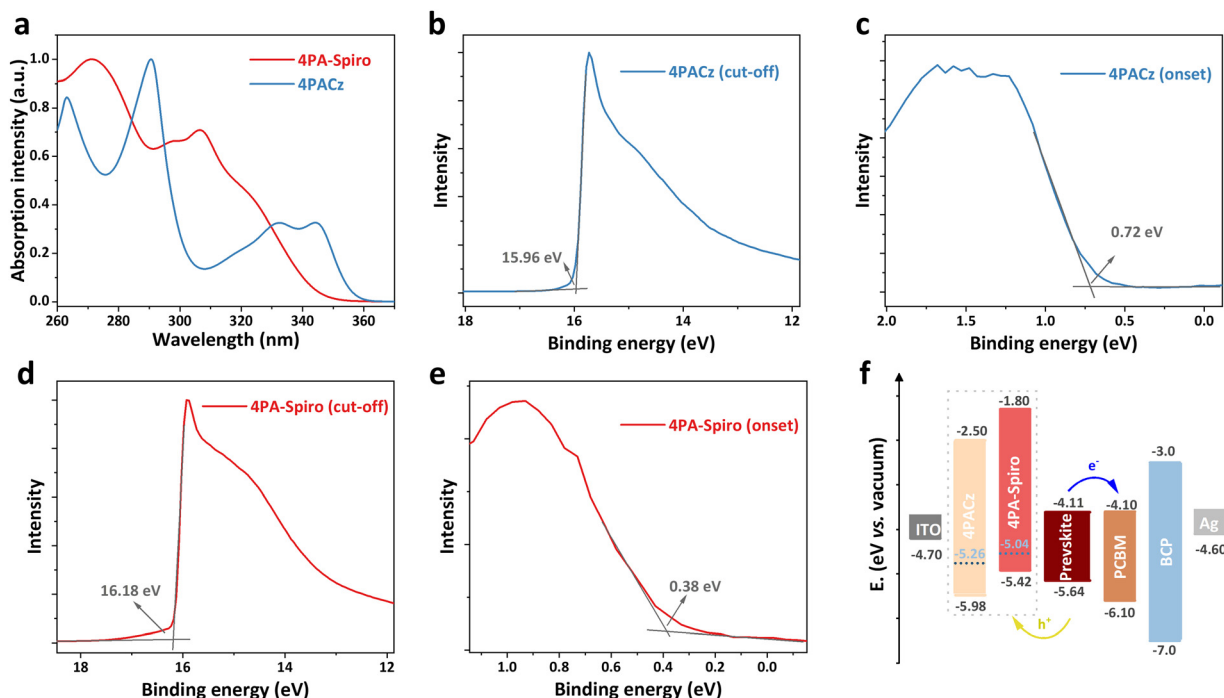 a
Absorption intensity (a.u.)
1.0
0.8
0.6
0.4
0.2
0.0
4PA-Spiro
4PACz
260 280 300 320 340 360
Wavelength (nm)
b
Intensity
4PACz (cut-off)
15.96 eV
18 16 14 12
Binding energy (eV)
c
Intensity
4PACz (onset)
0.72 eV
2.0 1.5 1.0 0.5 0.0
Binding energy (eV)
d
Intensity
4PA-Spiro (cut-off)
16.18 eV
18 16 14 12
Binding energy (eV)
e
Intensity
4PA-Spiro (onset)
0.38 eV
1.0 0.8 0.6 0.4 0.2 0.0
Binding energy (eV)
f
E. (eV vs. vacuum)
ITO
-4.70
-2.50
4PACz
-5.26
-5.98
-1.80
4PA-Spiro
-5.04
-5.42
e-
h+
-4.11
Prevskite
-5.64
-4.10
PCBM
-6.10
-3.0
BCP
-7.0
Ag
-4.60